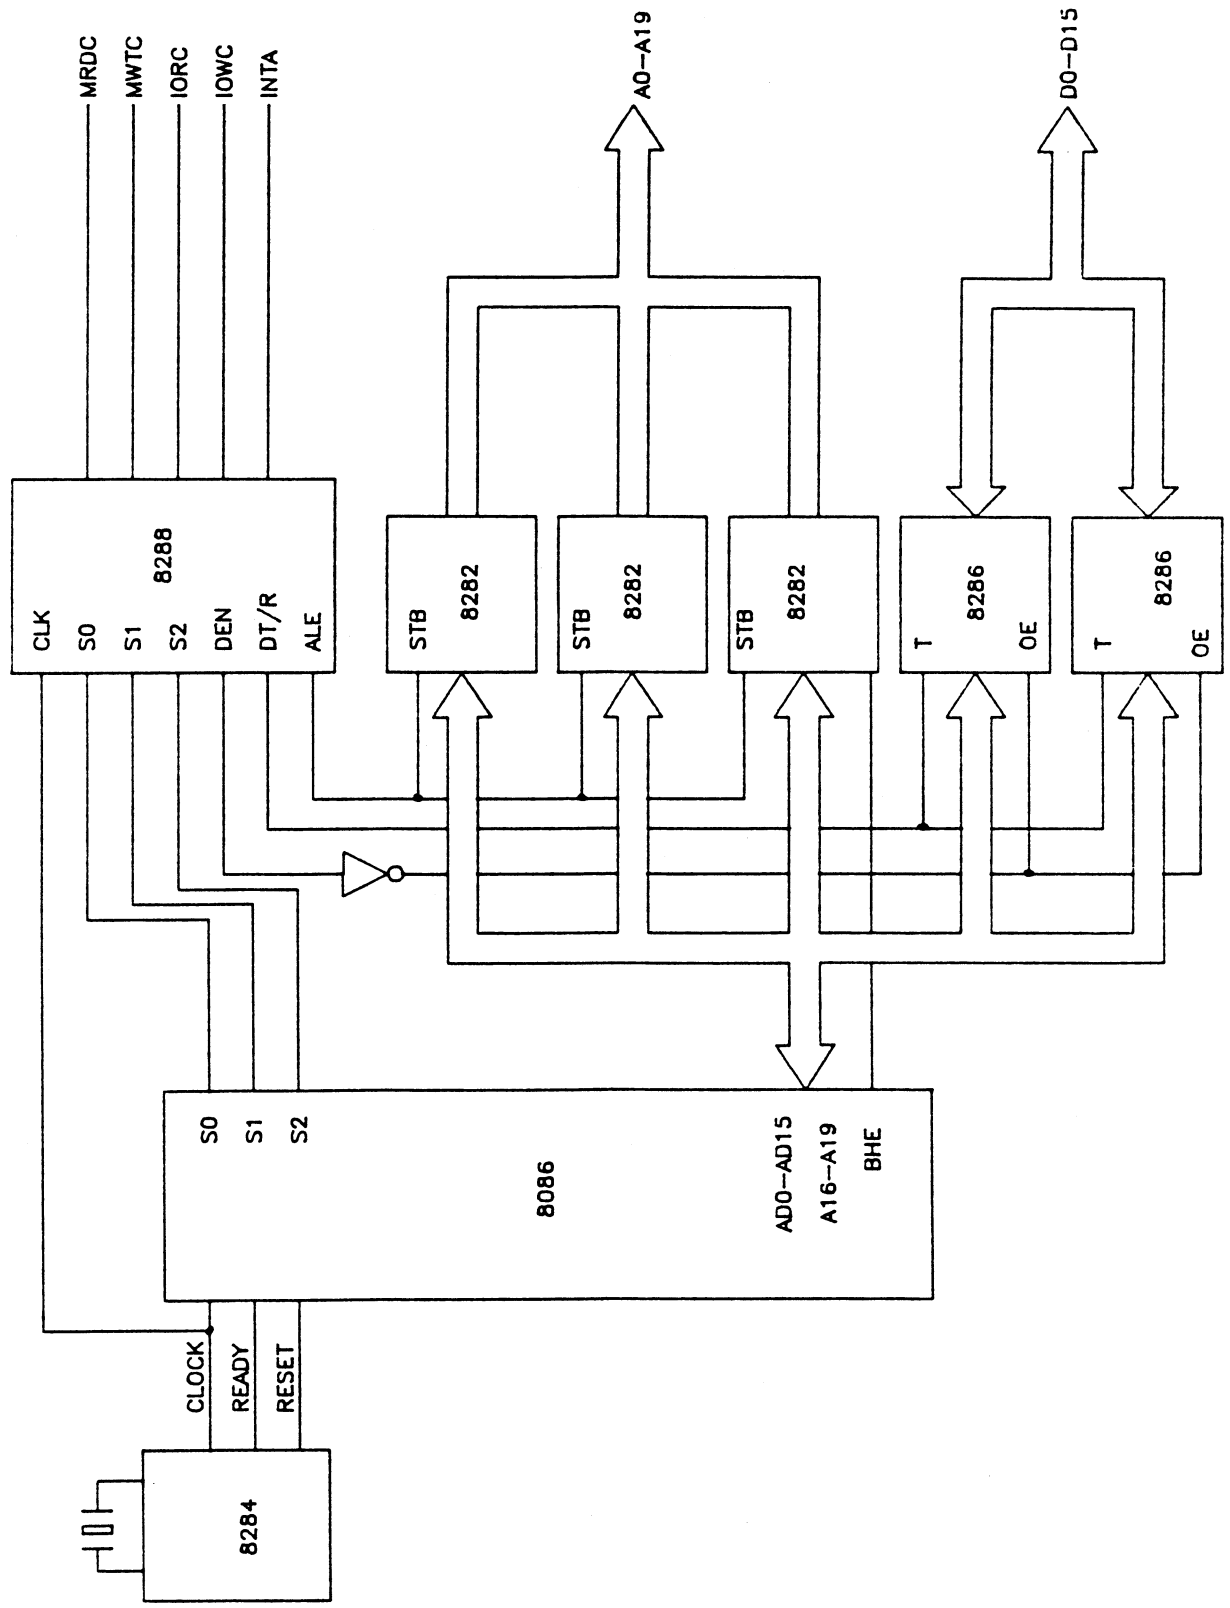 MRDC
MWTC
IORC
IOWC
INTA
8288
CLK
S0
S1
S2
DEN
DT/R
ALE
A0-A19
D0-D15
STB
8282
STB
8282
STB
8282
T
8286
OE
T
8286
OE
S0
S1
S2
8086
AD0-AD15
A16-A19
BHE
CLOCK
READY
RESET
8284